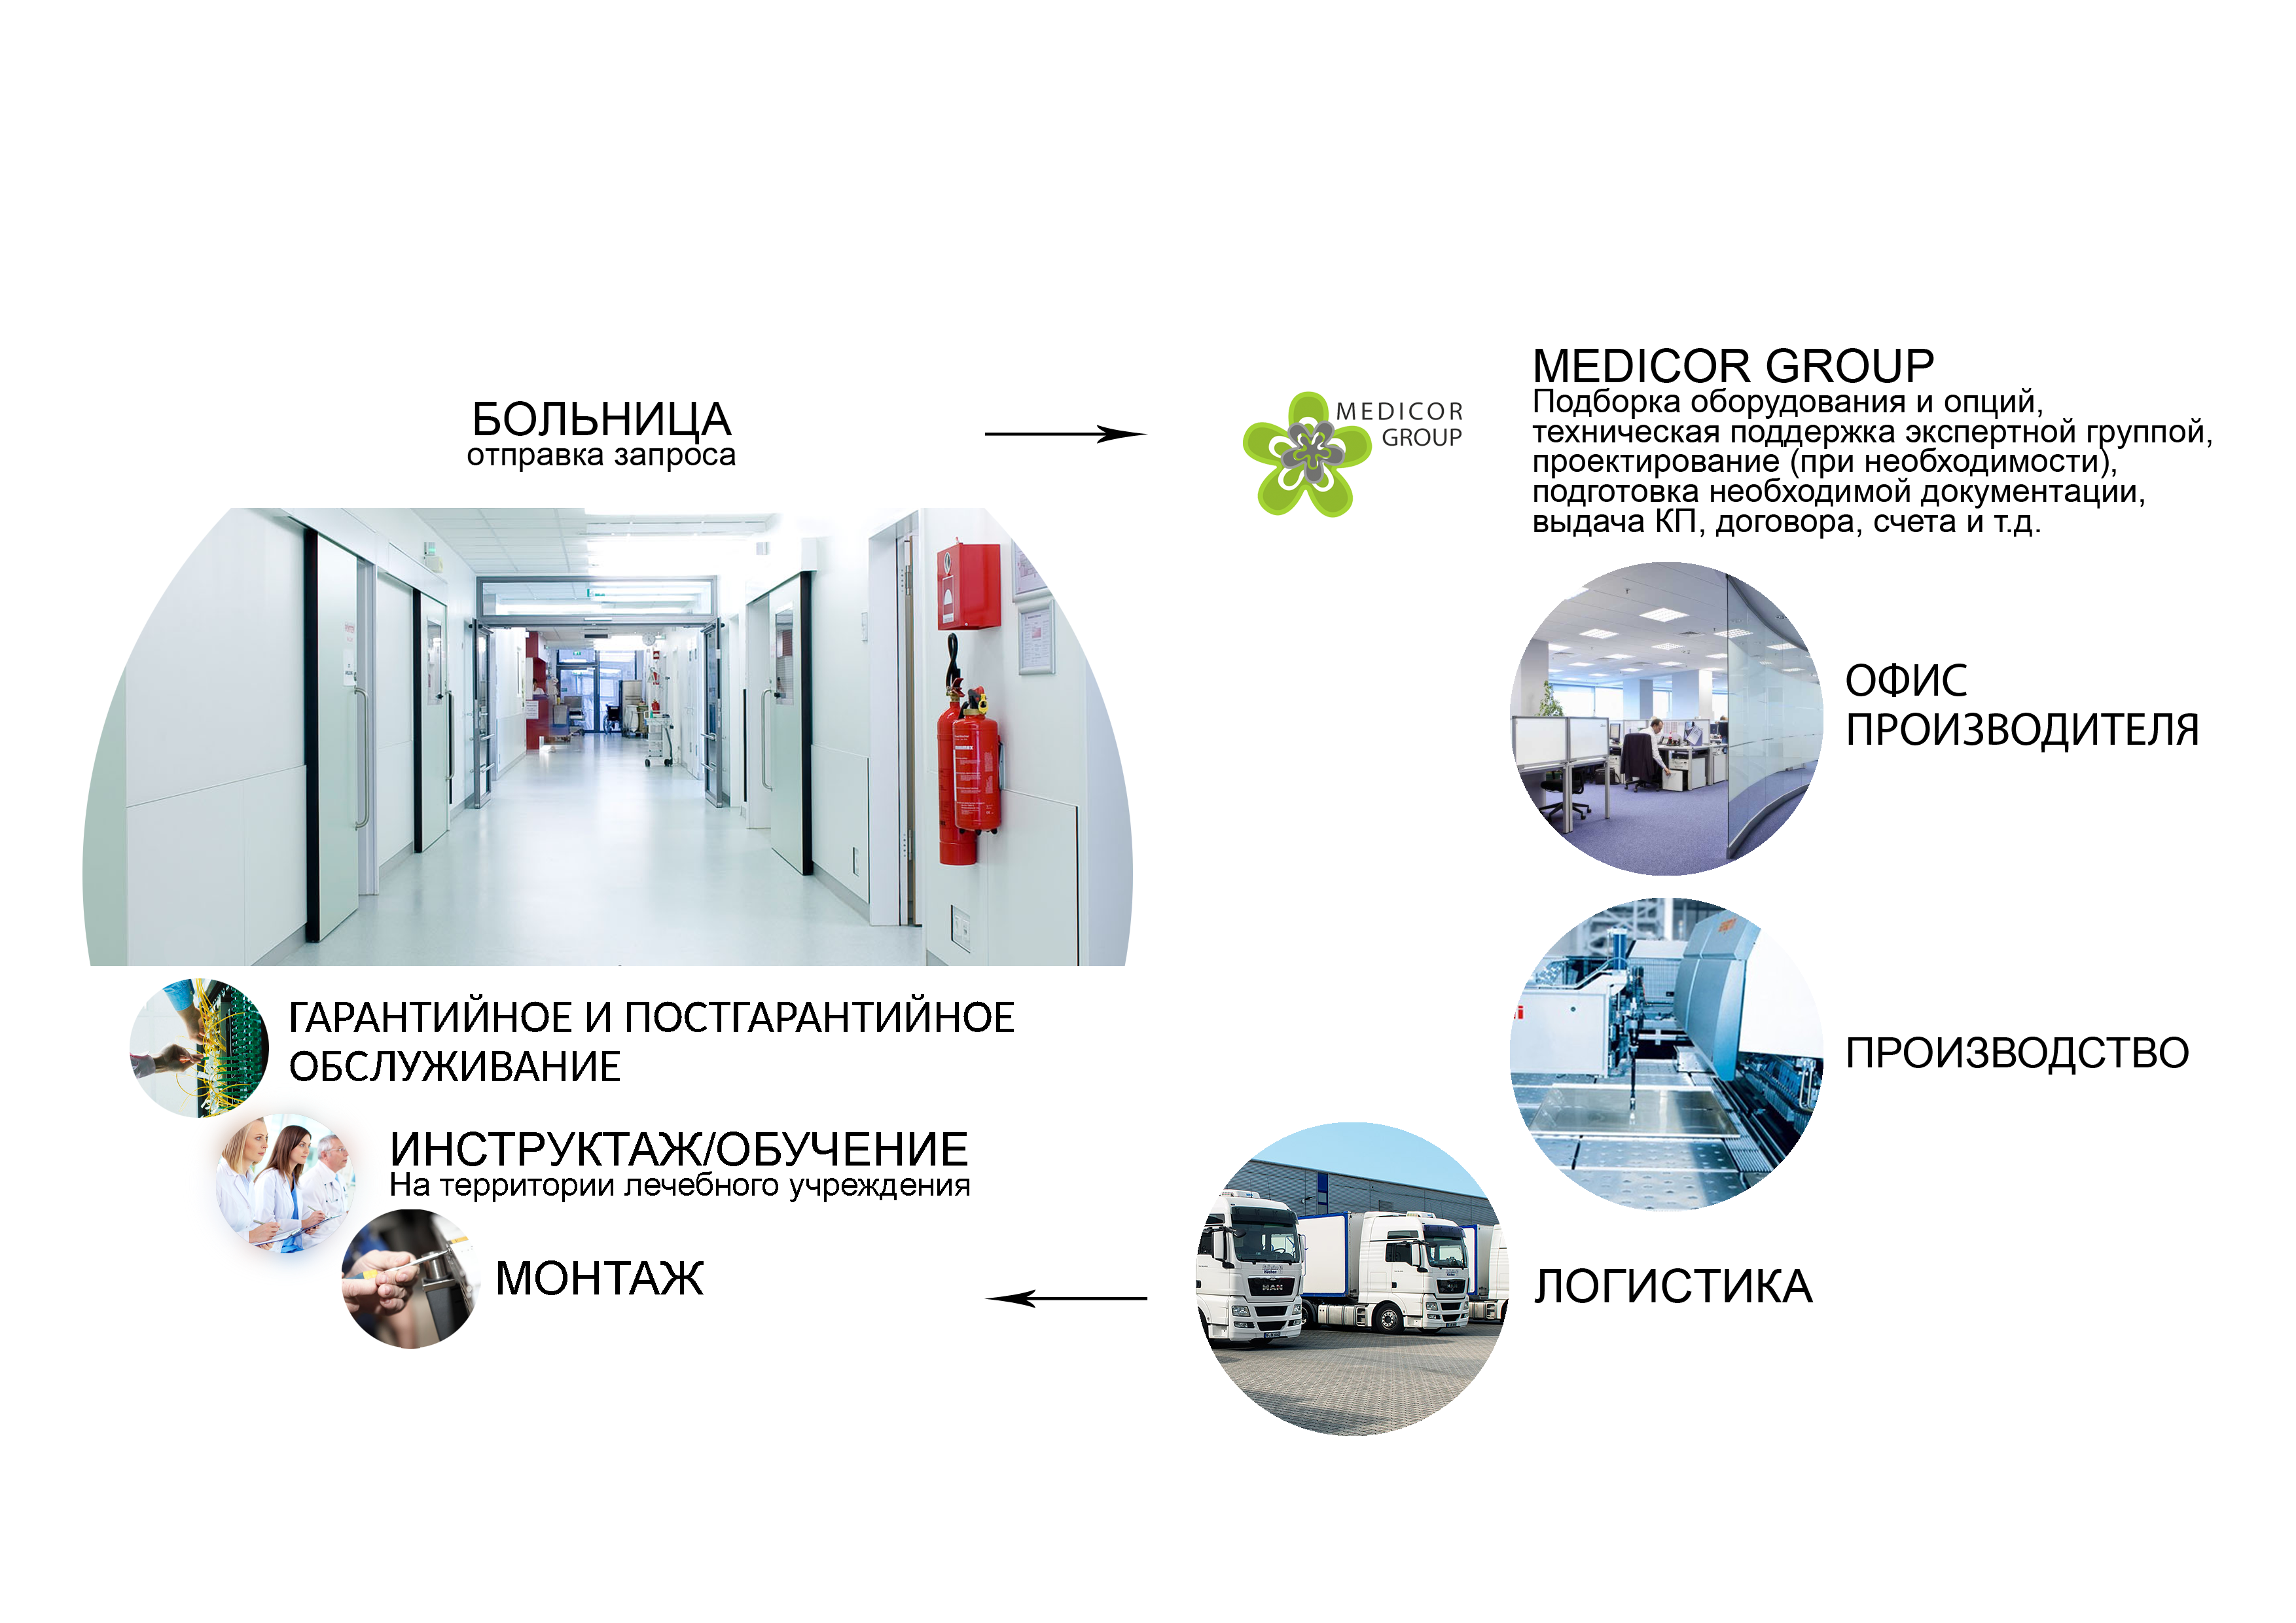 БОЛЬНИЦА
отправка запроса
MEDICOR
GROUP
MEDICOR GROUP
Подборка оборудования и опций,
техническая поддержка экспертной группой,
проектирование (при необходимости),
подготовка необходимой документации,
выдача КП, договора, счета и т.д.
ОФИС
ПРОИЗВОДИТЕЛЯ
ПРОИЗВОДСТВО
ЛОГИСТИКА
MAN
ГАРАНТИЙНОЕ И ПОСТГАРАНТИЙНОЕ
ОБСЛУЖИВАНИЕ
ИНСТРУКТАЖ/ОБУЧЕНИЕ
На территории лечебного учреждения
МОНТАЖ